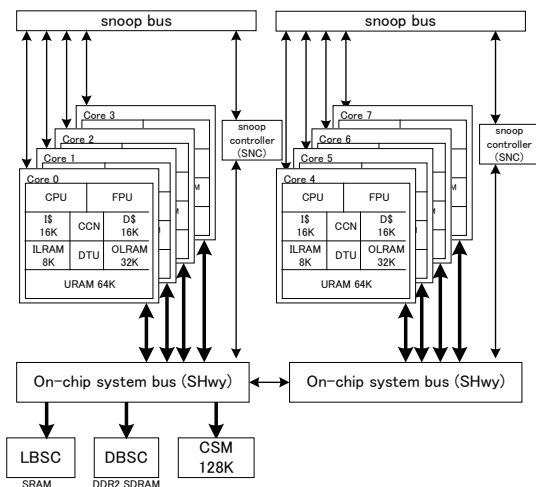 snoop bus
snoop bus
Core 3
Core 2
Core 1
Core 0
CPU
FPU
I$
16K
CCN
D$
16K
ILRAM
8K
DTU
OLRAM
32K
URAM 64K
snoop
controller
(SNC)
Core 7
Core 6
Core 5
Core 4
CPU
FPU
I$
16K
CCN
D$
16K
ILRAM
8K
DTU
OLRAM
32K
URAM 64K
snoop
controller
(SNC)
On-chip system bus (SHwy)
On-chip system bus (SHwy)
LBSC
DBSC
CSM
128K
SRAM
DDR2 SDRAM